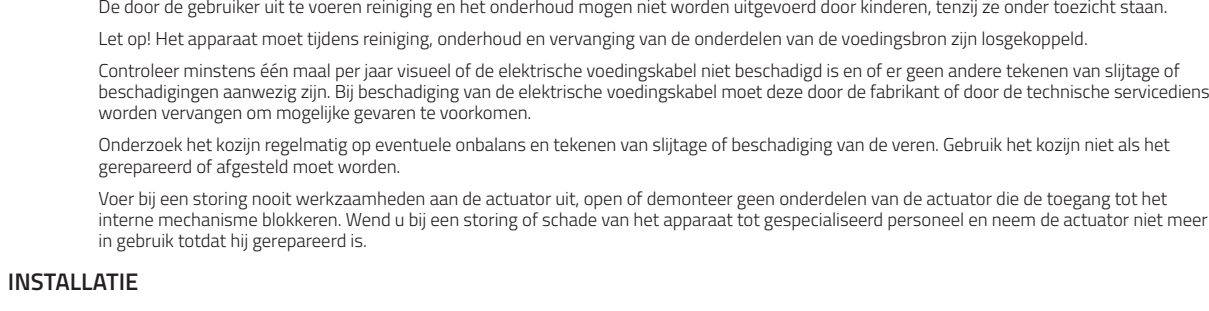 De door de gebruiker uit te voeren reiniging en het onderhoud mogen niet worden uitgevoerd door kinderen, tenzij ze onder toezicht staan.
Let op! Het apparaat moet tijdens reiniging, onderhoud en vervanging van de onderdelen van de voedingsbron zijn losgekoppeld.
Controleer minstens één maal per jaar visueel of de elektrische voedingskabel niet beschadigd is en of er geen andere tekenen van slijtage of
beschadigingen aanwezig zijn. Bij beschadiging van de elektrische voedingskabel moet deze door de fabrikant of door de technische servicediens
worden vervangen om mogelijke gevaren te voorkomen.
Onderzoek het kozijn regelmatig op eventuele onbalans en tekenen van slijtage of beschadiging van de veren. Gebruik het kozijn niet als het
gerepareerd of afgesteld moet worden.
Voer bij een storing nooit werkzaamheden aan de actuator uit, open of demonteer geen onderdelen van de actuator die de toegang tot het
interne mechanisme blokkeren. Wend u bij een storing of schade van het apparaat tot gespecialiseerd personeel en neem de actuator niet meer
in gebruik totdat hij gerepareerd is.
INSTALLATIE